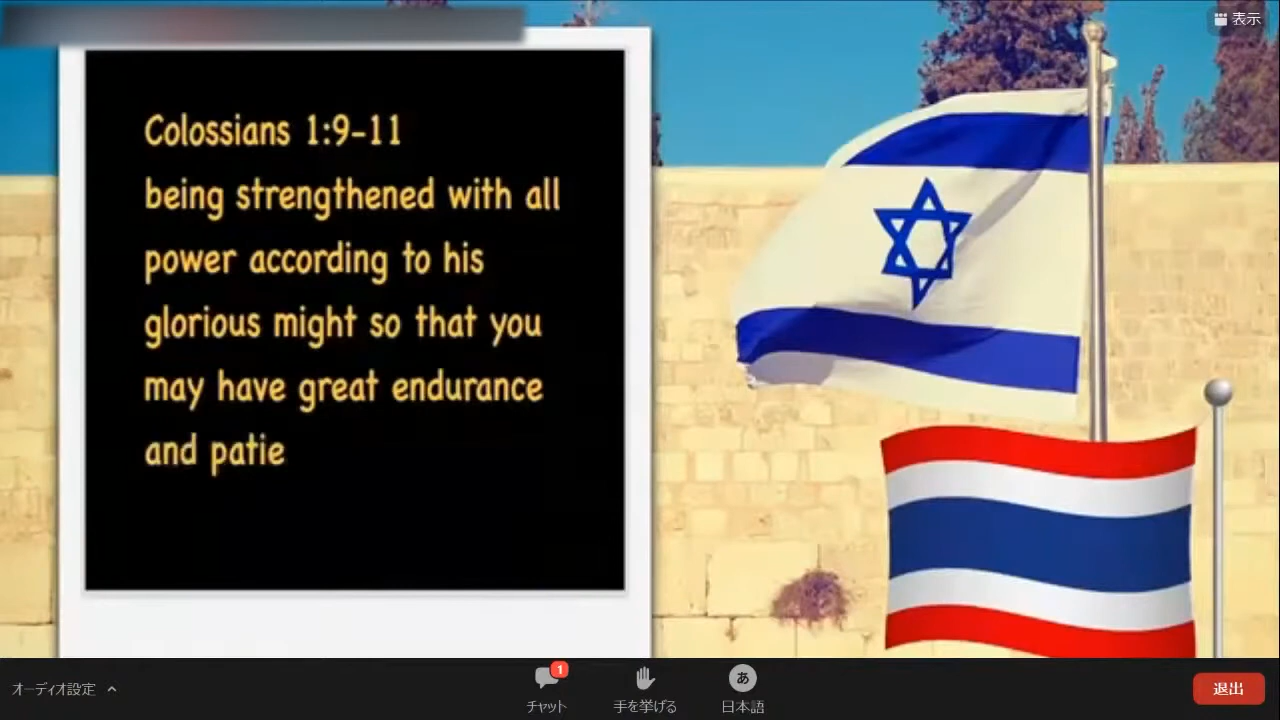 表示
Colossians 1:9-11
being strengthened with all
power according to his
glorious might so that you
may have great endurance
and patie
オーディオ設定
1
チャット
手を挙げる
あ
日本語
退出